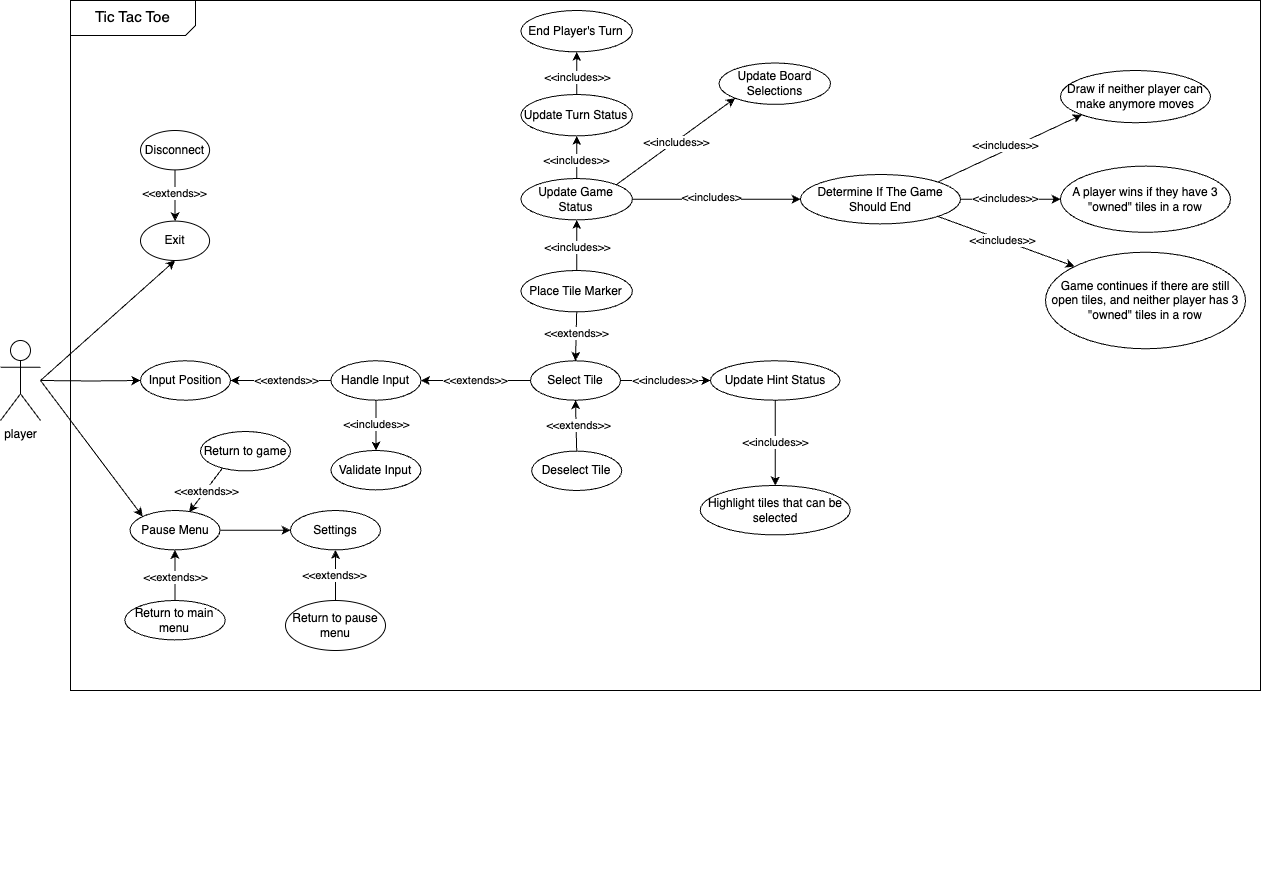 Tic Tac Toe
End Player's Turn
<<includes>>
Update Turn Status
<<includes>>
Update Board
Selections
<<includes>>
Draw if neither player can
make anymore moves
<<includes>>
Disconnect
<<extends>>
Exit
Update Game
Status
<<includes>
Determine If The Game
Should End
<<includes>>
A player wins if they have 3
"owned" tiles in a row
<<includes>>
Game continues if there are still
open tiles, and neither player has 3
"owned" tiles in a row
<<includes>>
Place Tile Marker
<<extends>>
player
Input Position
<<extends>>
Handle Input
<<extends>>
Select Tile
<<includes>>
Update Hint Status
<<includes>>
Validate Input
<<extends>>
Deselect Tile
<<includes>>
Highlight tiles that can be
selected
Return to game
<<extends>>
Pause Menu
Settings
<<extends>>
<<extends>>
Return to main
menu
Return to pause
menu